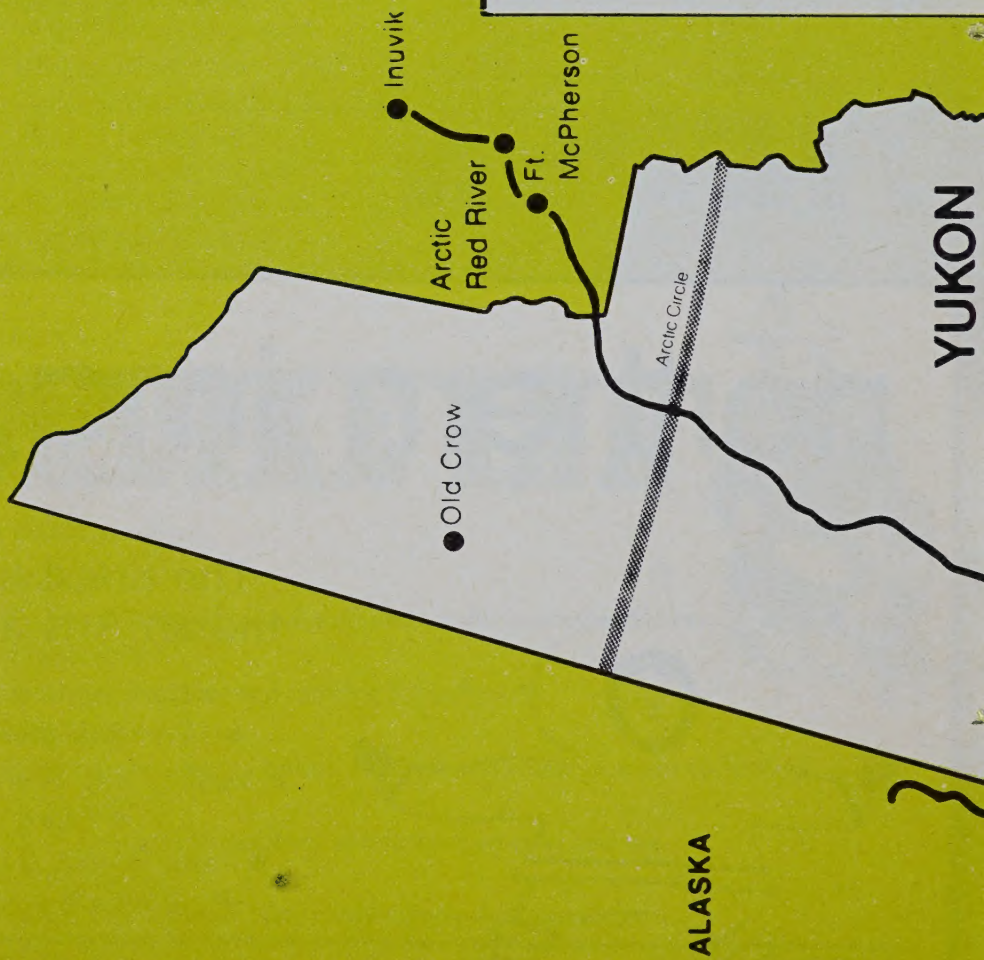 Inuvik
Arctic
Red River
Ft.
McPherson
Old Crow
Arctic Circle
YUKON
ALASKA